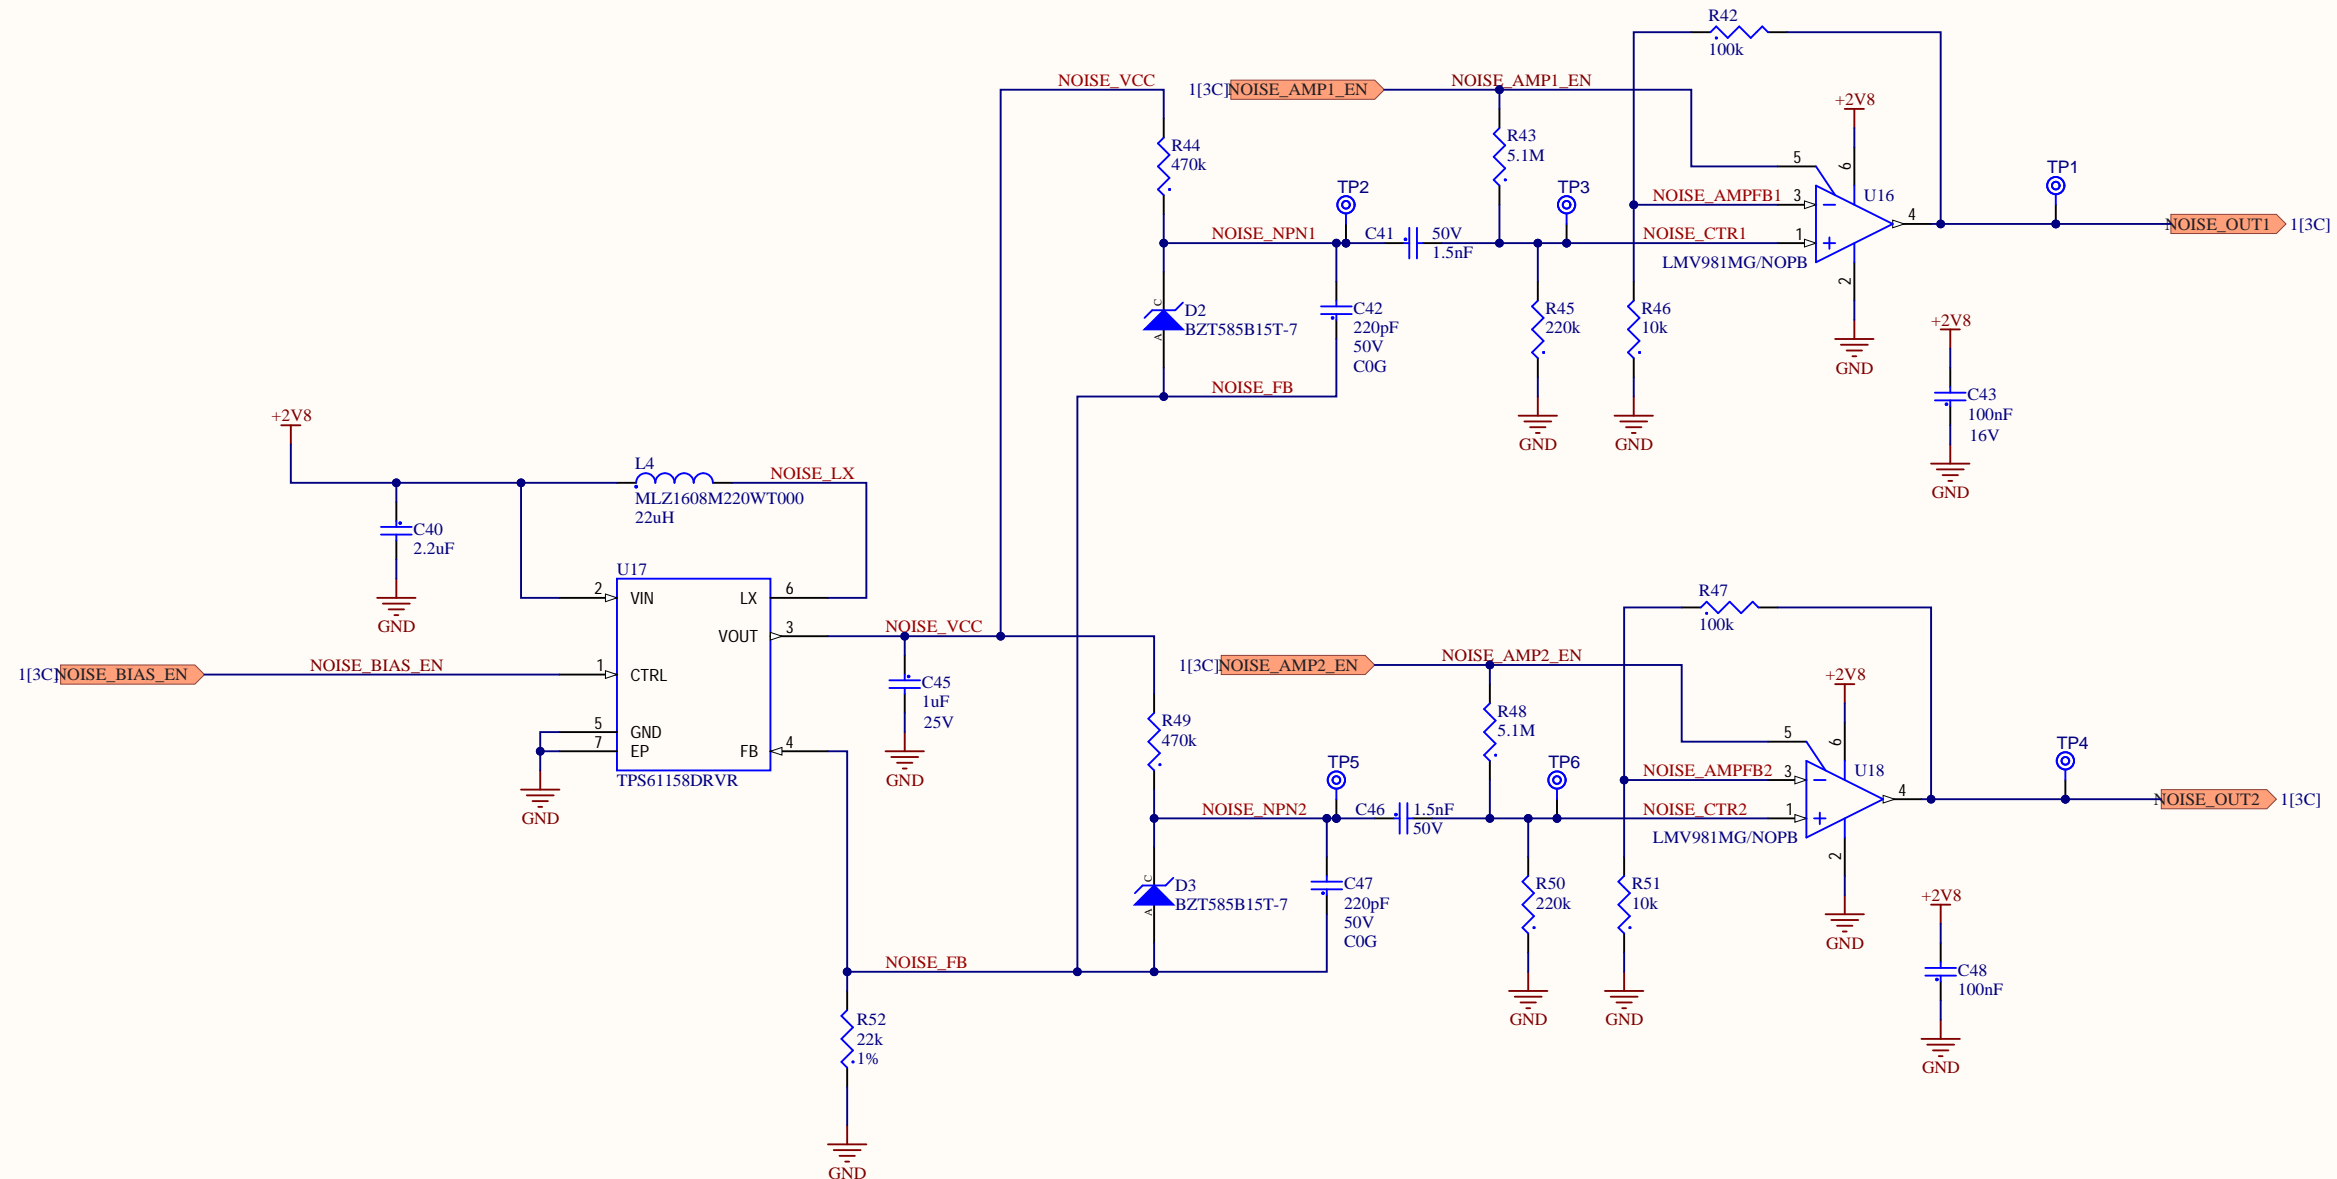 R42
100k
NOISE_VCC
1[3C]
NOISE_AMP1_EN
NOISE_AMP1_EN
+2V8
R44
470k
R43
5.1M
5
6
TP1
TP2
TP3
NOISE_AMPFB1
3
U16
4
NOISE_OUT1
1[3C]
NOISE_NPN1
C41
50V
1.5nF
NOISE_CTR1
1
LMV981MG/NOPB
2
C
D2
BZT585B15T-7
A
C42
220pF
50V
C0G
R45
220k
R46
10k
GND
+2V8
NOISE_FB
C43
100nF
16V
GND
GND
GND
+2V8
L4
NOISE_LX
MLZ1608M220WT000
22uH
C40
2.2uF
GND
U17
2
VIN
LX
6
VOUT
3
NOISE_VCC
1[3C]
NOISE_BIAS_EN
NOISE_BIAS_EN
1
CTRL
5
GND
7
EP
FB
4
TPS61158DRVR
GND
C45
1uF
25V
GND
R47
100k
1[3C]
NOISE_AMP2_EN
NOISE_AMP2_EN
+2V8
R49
470k
R48
5.1M
5
6
TP4
TP5
TP6
NOISE_AMPFB2
3
U18
4
NOISE_OUT2
1[3C]
NOISE_NPN2
C46
1.5nF
50V
NOISE_CTR2
1
LMV981MG/NOPB
2
C
D3
BZT585B15T-7
A
C47
220pF
50V
C0G
R50
220k
R51
10k
GND
+2V8
NOISE_FB
C48
100nF
GND
GND
GND
R52
22k
1%
GND